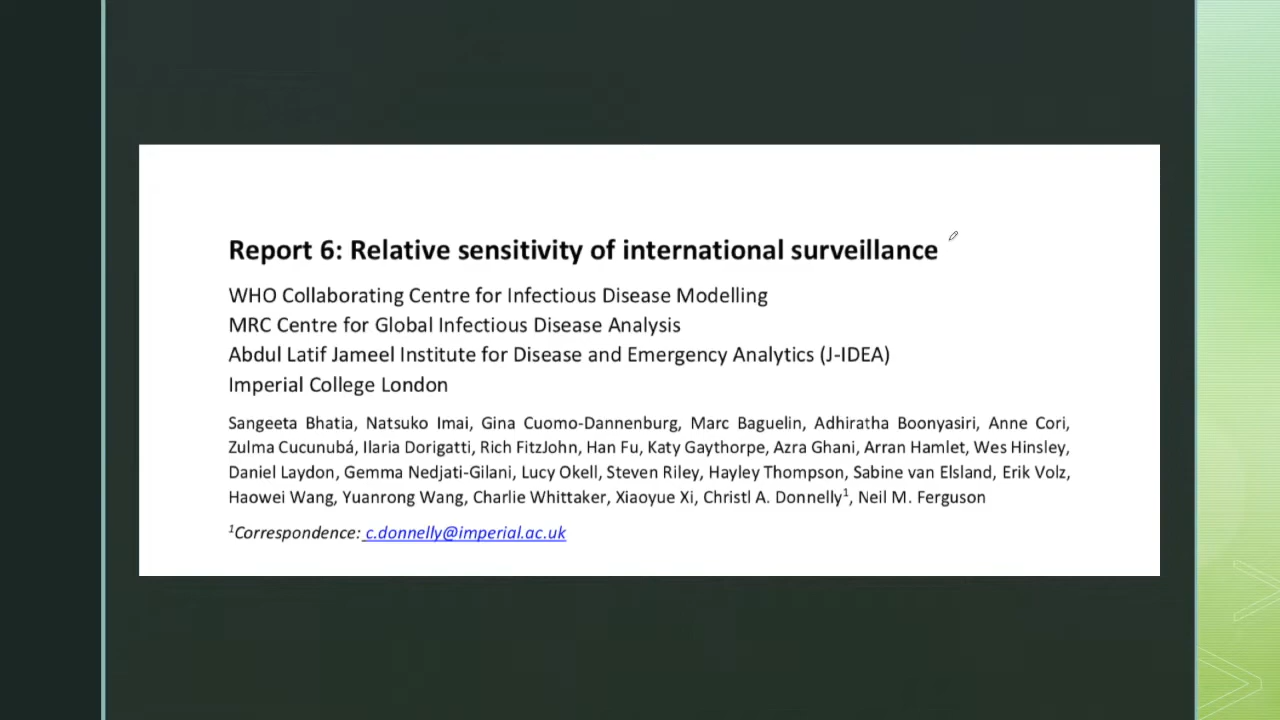 Report 6: Relative sensitivity of international surveillance
WHO Collaborating Centre for Infectious Disease Modelling
MRC Centre for Global Infectious Disease Analysis
Abdul Latif Jameel Institute for Disease and Emergency Analytics (J-IDEA)
Imperial College London
Sangeeta Bhatia, Natsuko Imai, Gina Cuomo-Dannenburg, Marc Baguelin, Adhiratha Boonyasiri, Anne Cori,
Zulma Cucunubá, Ilaria Dorigatti, Rich FitzJohn, Han Fu, Katy Gaythorpe, Azra Ghani, Arran Hamlet, Wes Hinsley,
Daniel Laydon, Gemma Nedjati-Gilani, Lucy Okell, Steven Riley, Hayley Thompson, Sabine van Elsland, Erik Volz,
Haowei Wang, Yuanrong Wang, Charlie Whittaker, Xiaoyue Xi, Christl A. Donnelly¹, Neil M. Ferguson
¹Correspondence: c.donnelly@imperial.ac.uk